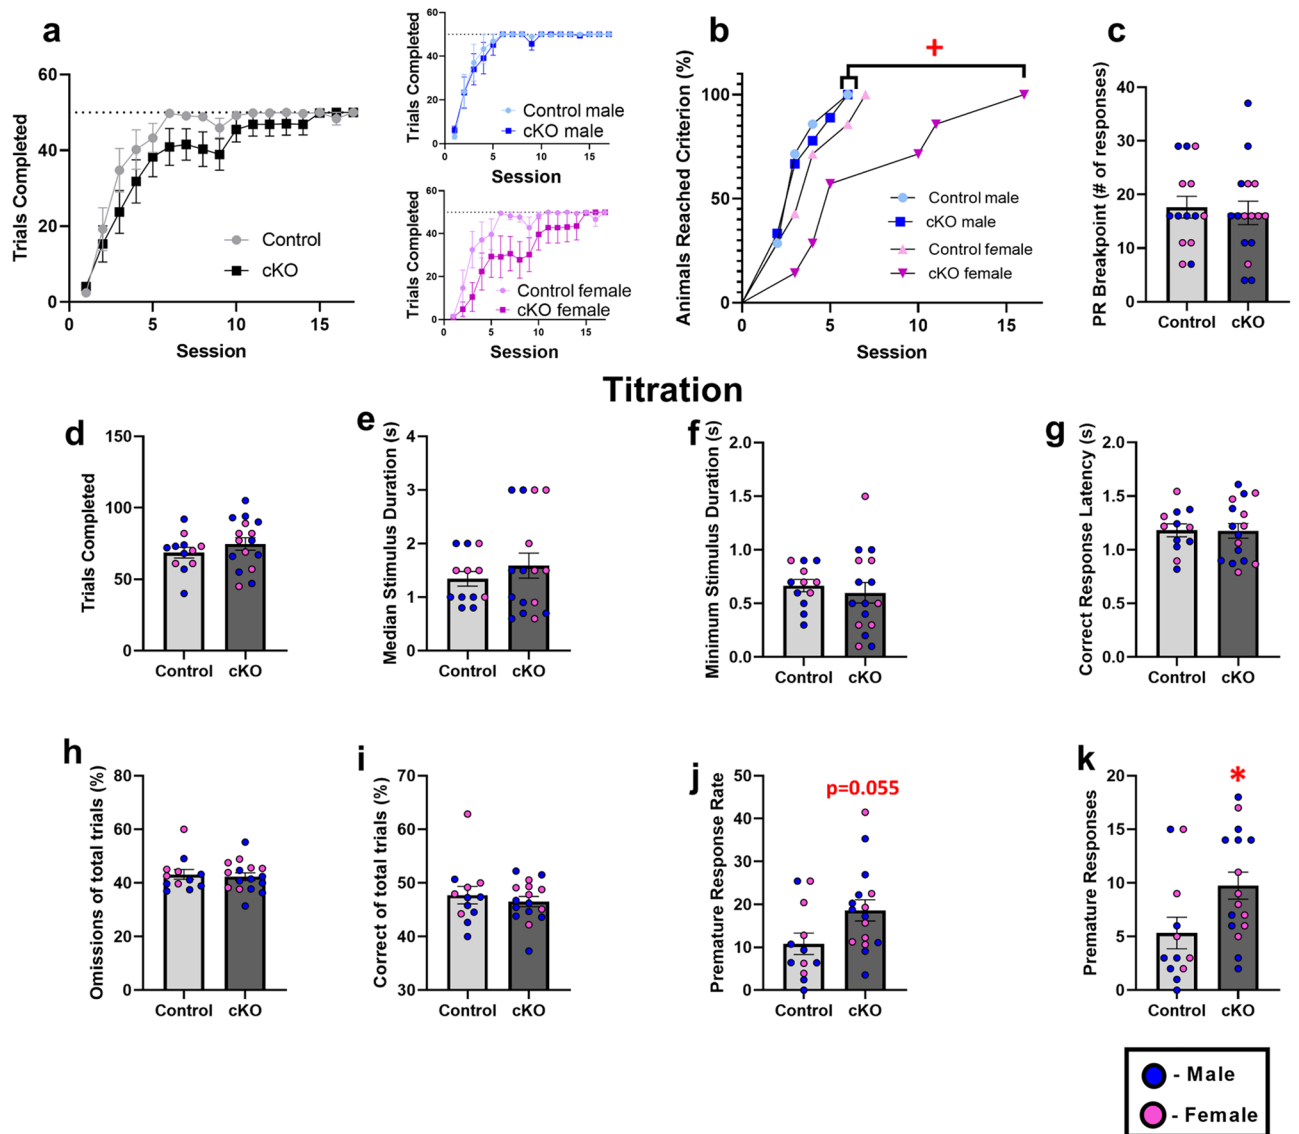 a
Trials Completed
60
40
20
0
0
5
10
15
Session
Control
cKO
Trials Completed
60
40
20
0
0
5
10
15
Session
Control male
cKO male
Trials Completed
60
40
20
0
0
5
10
15
Session
Control female
cKO female
b
+
Animals Reached Criterion (%)
100
50
0
0
5
10
15
Session
Control male
cKO male
Control female
cKO female
c
PR Breakpoint (# of responses)
40
30
20
10
0
Control
cKO
Titration
d
Trials Completed
150
100
50
0
Control
cKO
e
Median Stimulus Duration (s)
4
3
2
1
0
Control
cKO
f
Minimum Stimulus Duration (s)
2.0
1.5
1.0
0.5
0.0
Control
cKO
g
Correct Response Latency (s)
2.0
1.5
1.0
0.5
0.0
Control
cKO
h
Omissions of total trials (%)
80
60
40
20
0
Control
cKO
i
Correct of total trials (%)
70
60
50
40
30
Control
cKO
j
Premature Response Rate
50
40
30
20
10
0
p=0.055
Control
cKO
k
Premature Responses
20
15
10
5
0
*
Control
cKO
- Male
- Female